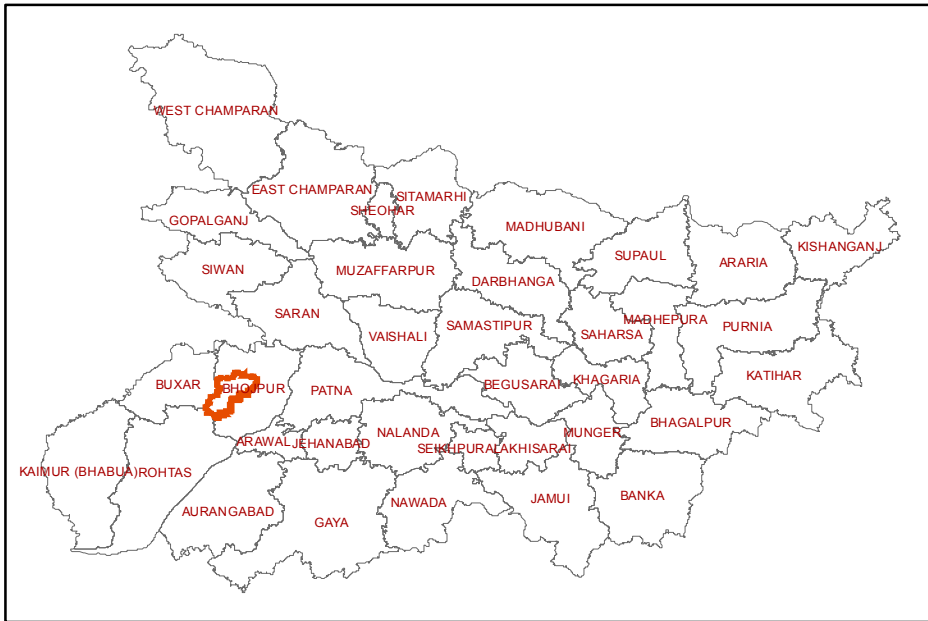 WEST CHAMPARAN
EAST CHAMPARAN
SITAMARHI
SHEOHAR
GOPALGANJ
MADHUBANI
KISHANGANJ
SUPAUL
ARARIA
SIWAN
MUZAFFARPUR
DARBHANGA
SARAN
MADHEPURA
SAMASTIPUR
PURNIA
VAISHALI
SAHARSA
BUXAR
BHOJPUR
PATNA
BEGUSARAI
KHAGARIA
KATIHAR
BHAGALPUR
ARAWAL
JEHANABAD
NALANDA
MUNGER
SEIKHPURA
LAKHISARAI
KAIMUR (BHABUA)
ROHTAS
BANKA
JAMUI
NAWADA
AURANGABAD
GAYA